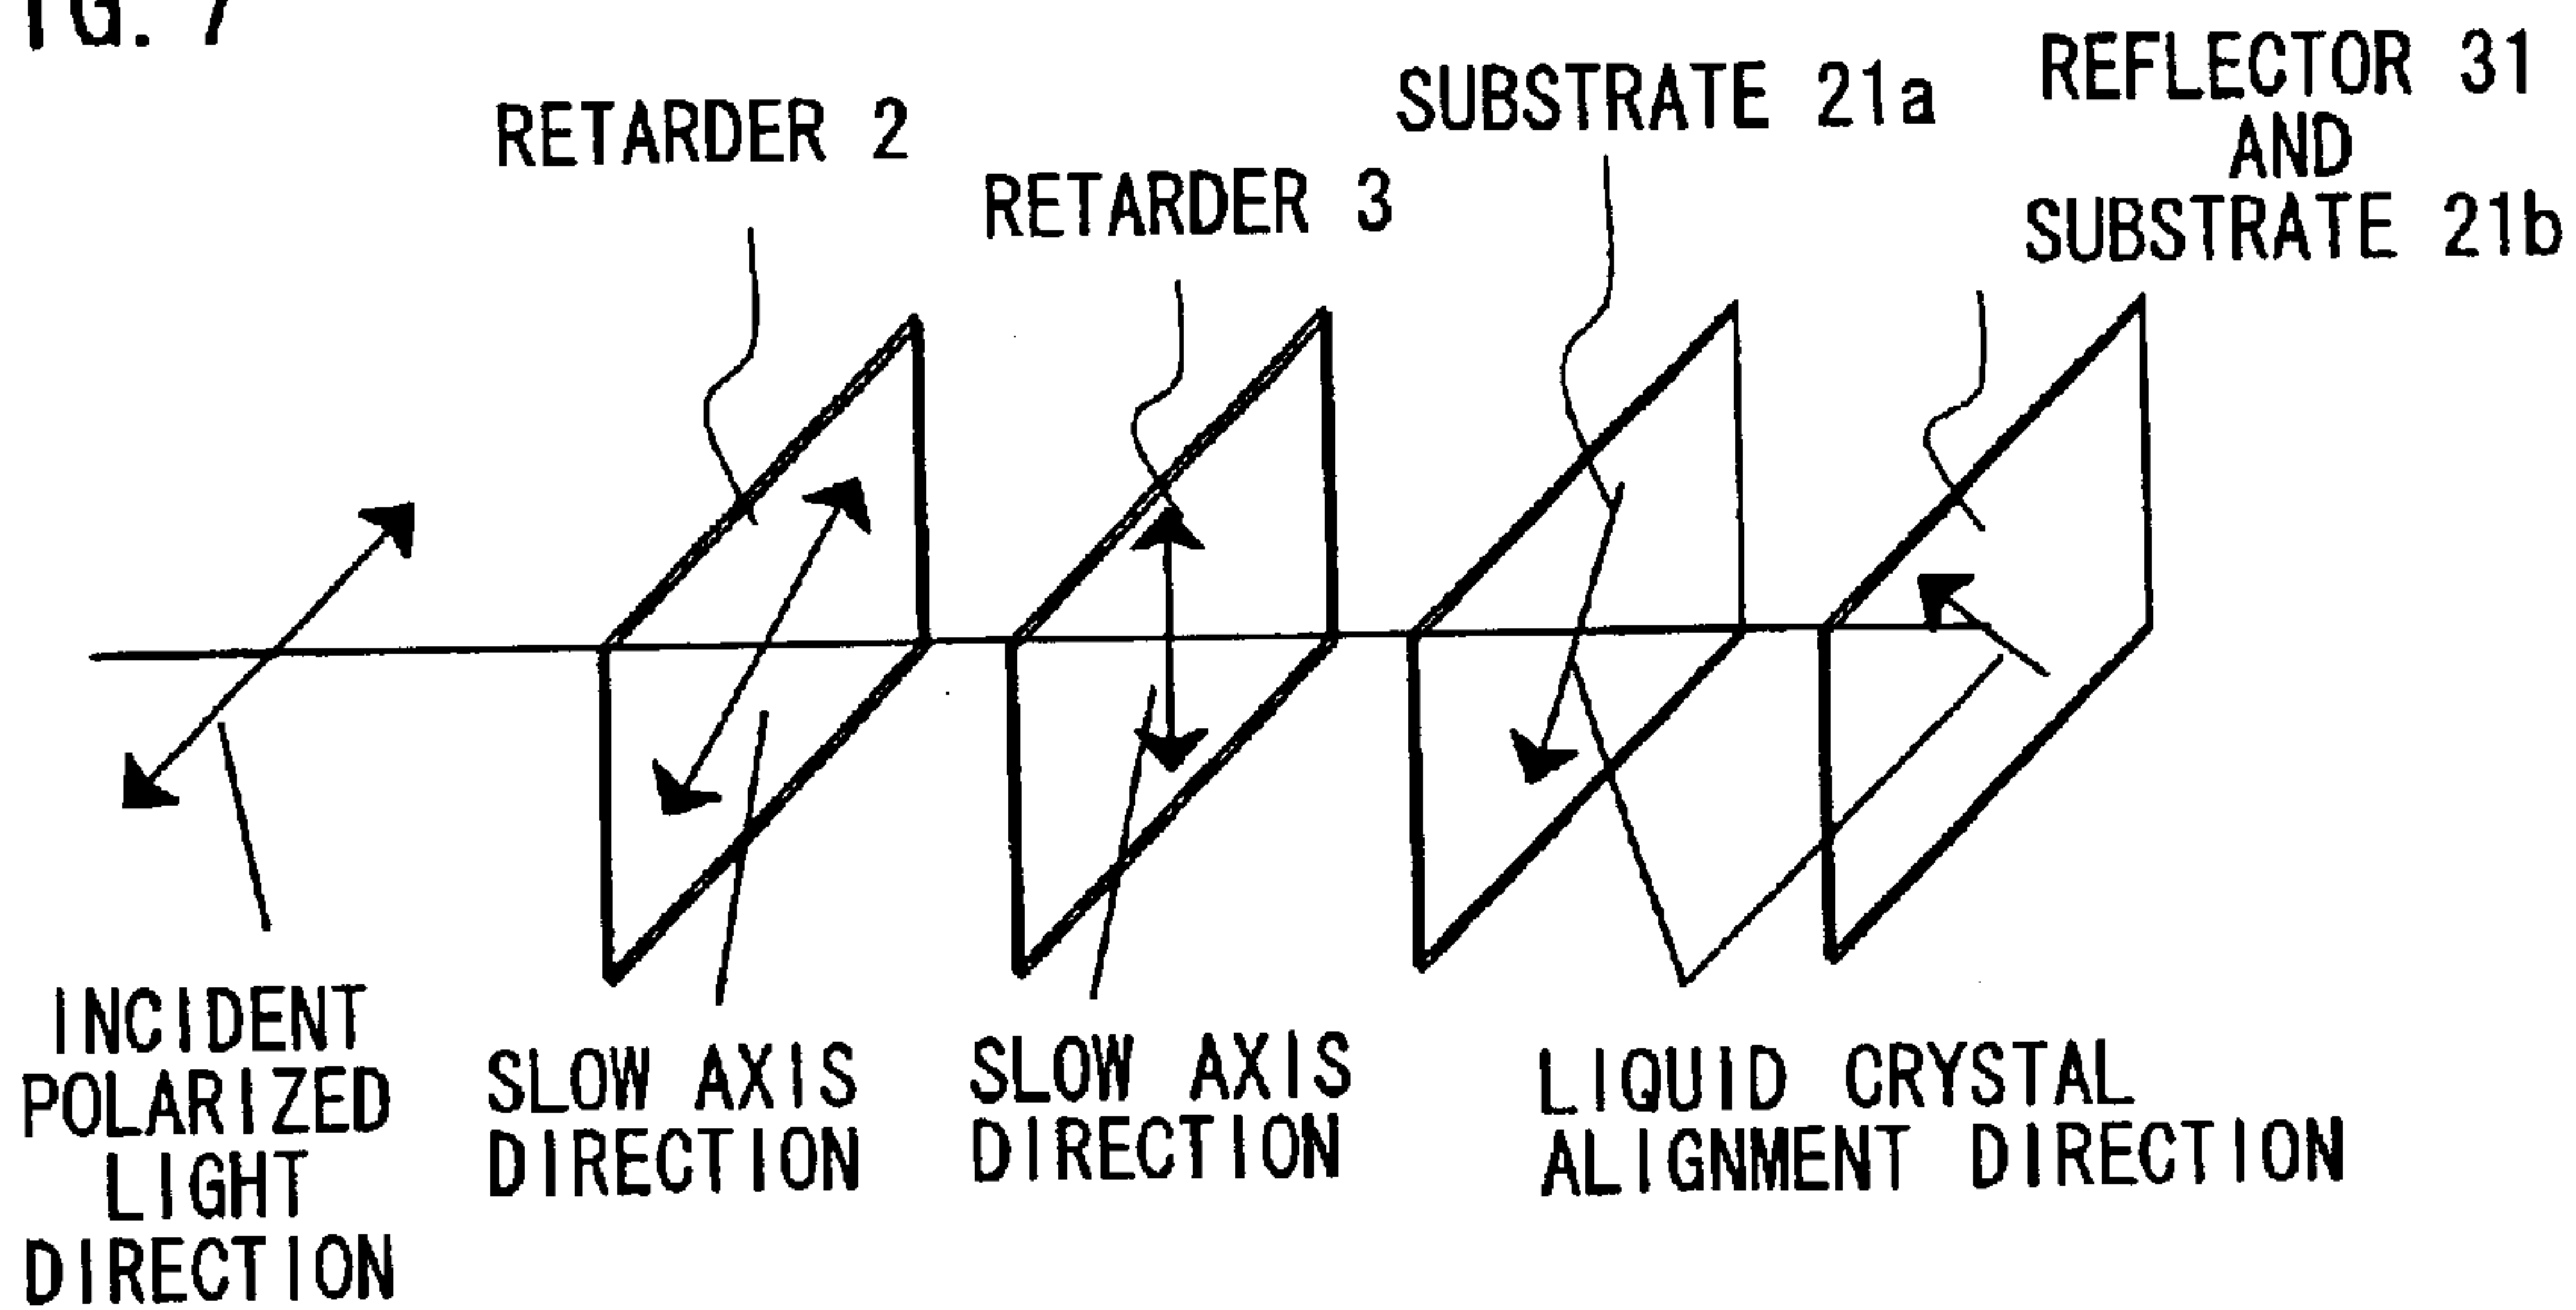 IG. 7
RETARDER 2
RETARDER 3
SUBSTRATE 21a
REFLECTOR 31
AND
SUBSTRATE 21b
INCIDENT
POLARIZED
LIGHT
DIRECTION
SLOW AXIS
DIRECTION
SLOW AXIS
DIRECTION
LIQUID CRYSTAL
ALIGNMENT DIRECTION